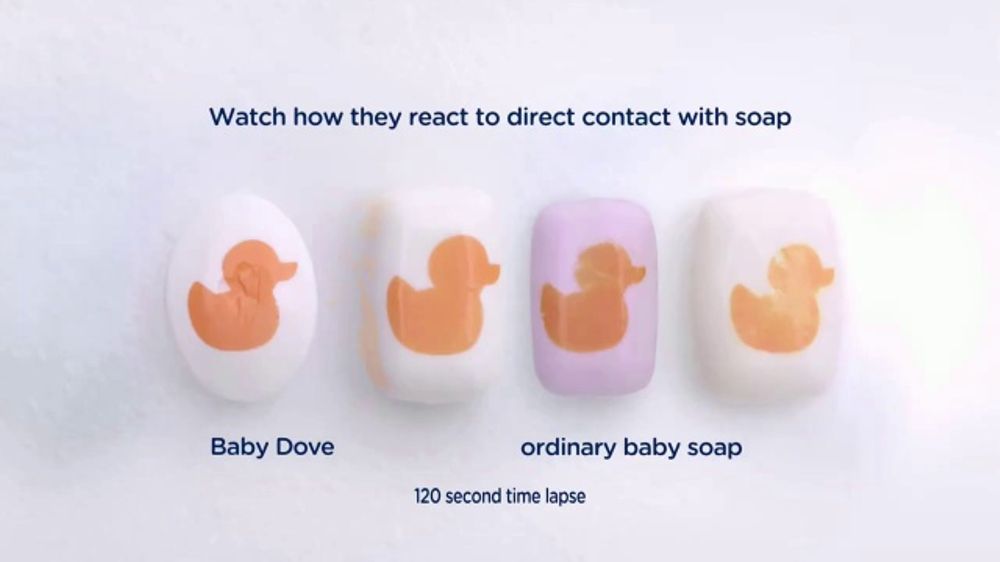 Watch how they react to direct contact with soap
Baby Dove
ordinary baby soap
120 second time lapse